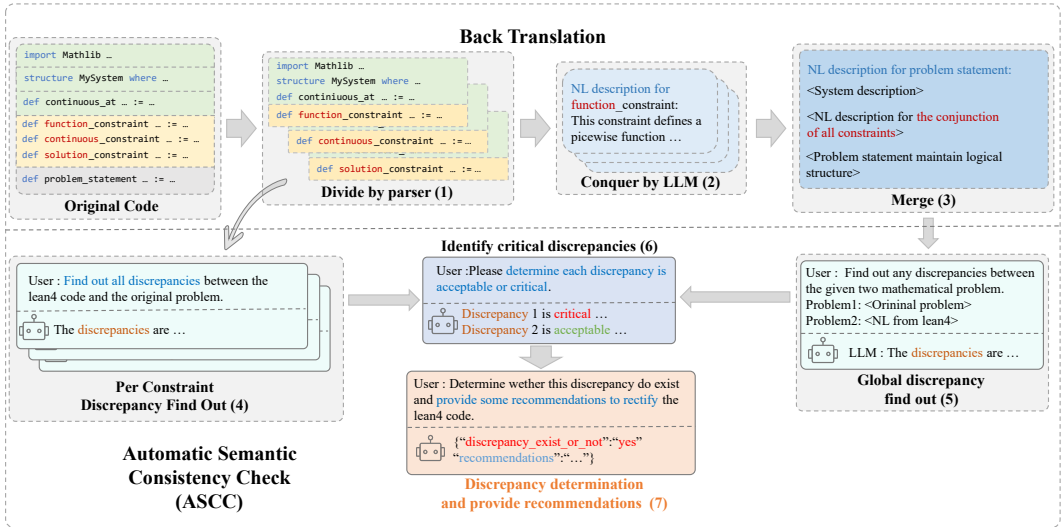 Back Translation
import Mathlib …
structure MySystem where …
def continuous_at … := …
def function_constraint … := …
def continuous_constraint … := …
def solution_constraint … := …
def problem_statement … := …
Original Code
import Mathlib …
structure MySystem where …
def continiuous_at … := …
def function_constraint … := …
def continuous_constraint … := …
def solution_constraint … := …
Divide by parser (1)
NL description for
function_constraint:
This constraint defines a
picewise function …
Conquer by LLM (2)
NL description for problem statement:
<System description>
<NL description for the conjunction
of all constraints>
<Problem statement maintain logical
structure>
Merge (3)
User : Find out all discrepancies between the
lean4 code and the original problem.
The discrepancies are …
Per Constraint
Discrepancy Find Out (4)
Identify critical discrepancies (6)
User :Please determine each discrepancy is
acceptable or critical.
Discrepancy 1 is critical …
Discrepancy 2 is acceptable …
User : Find out any discrepancies between
the given two mathematical problem.
Problem1: <Orininal problem>
Problem2: <NL from lean4>
LLM : The discrepancies are …
Global discrepancy
find out (5)
User : Determine wether this discrepancy do exist
and provide some recommendations to rectify the
lean4 code.
{“discrepancy_exist_or_not”:“yes”
“recommendations”:“…”}
Discrepancy determination
and provide recommendations (7)
Automatic Semantic
Consistency Check
(ASCC)